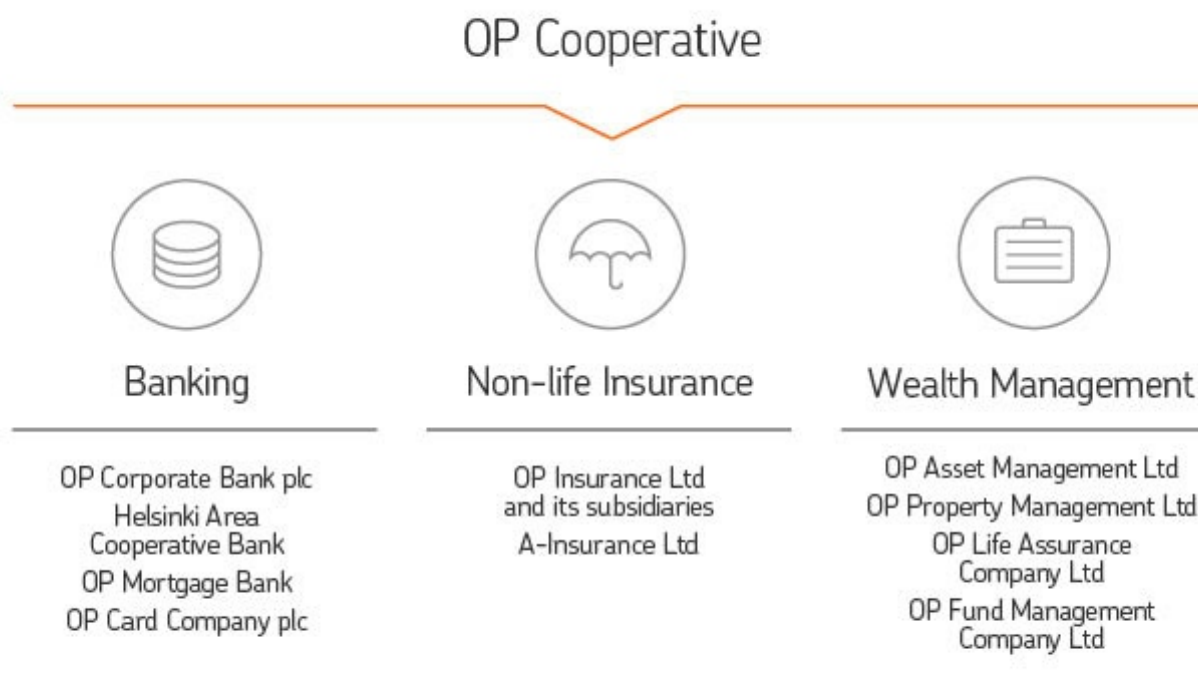 OP Cooperative
Banking
OP Corporate Bank plc
Helsinki Area
Cooperative Bank
OP Mortgage Bank
OP Card Company plc
Non-life Insurance
OP Insurance Ltd
and its subsidiaries
A-Insurance Ltd
Wealth Management
OP Asset Management Ltd
OP Property Management Ltd
OP Life Assurance
Company Ltd
OP Fund Management
Company Ltd